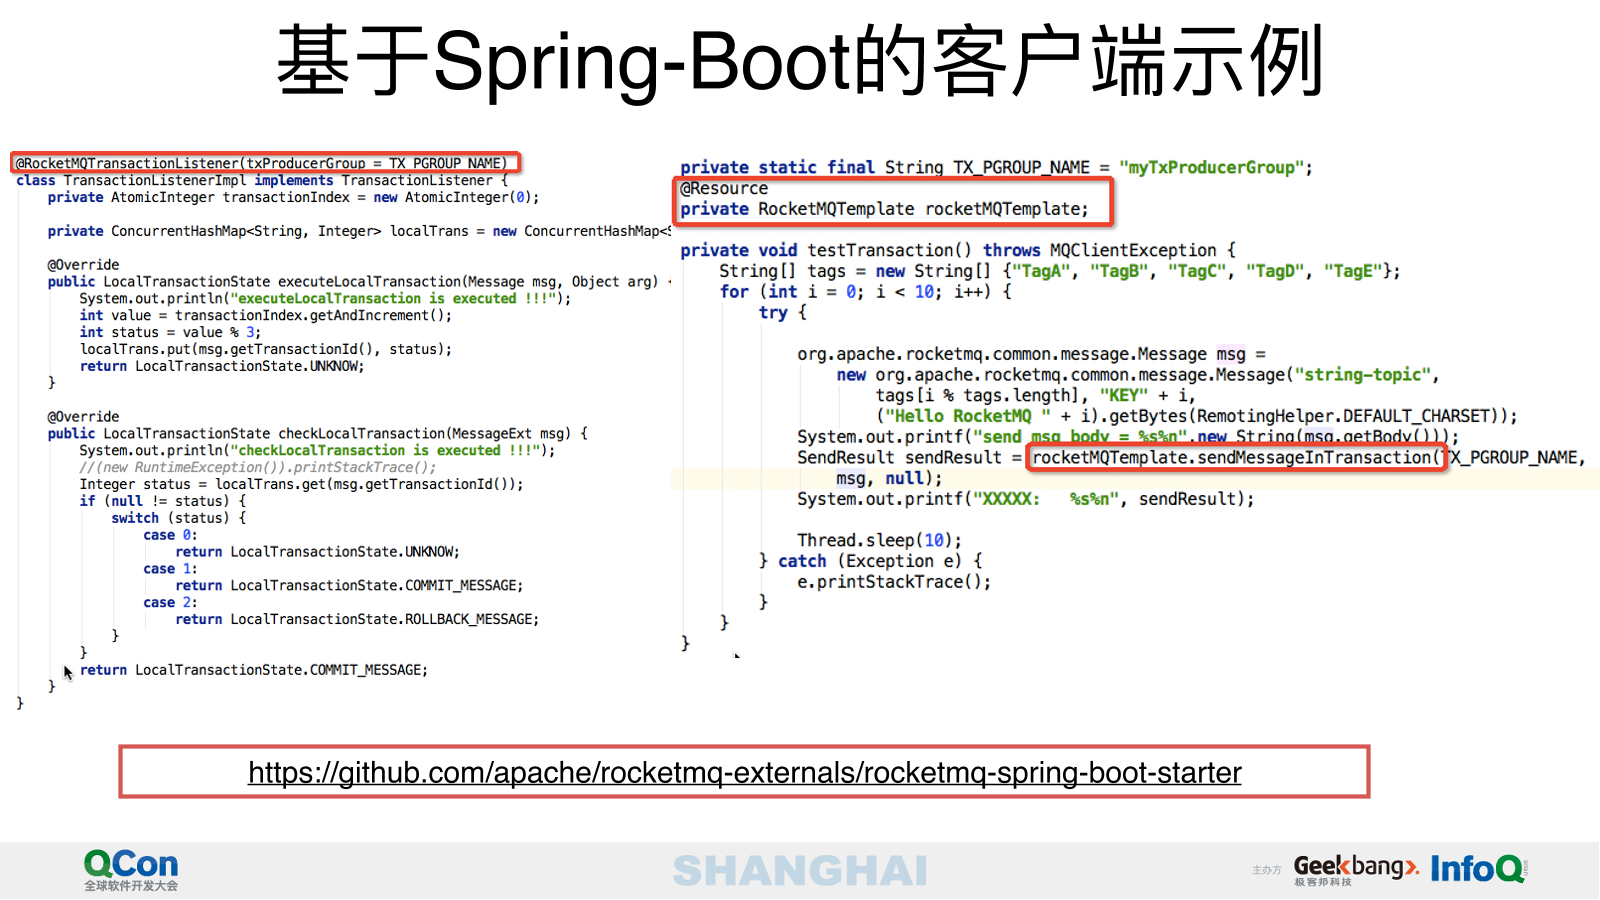 基于Spring-Boot的客户端示例
@RocketMQTransactionListener(txProducerGroup = TX_PGROUP_NAME)
class TransactionListenerImpl implements TransactionListener {
private AtomicInteger transactionIndex = new AtomicInteger(0);
private ConcurrentHashMap<String, Integer> localTrans = new ConcurrentHashMap<S
@Override
public LocalTransactionState executeLocalTransaction(Message msg, Object arg) {
System.out.println("executeLocalTransaction is executed !!!");
int value = transactionIndex.getAndIncrement();
int status = value % 3;
localTrans.put(msg.getTransactionId(), status);
return LocalTransactionState.UNKNOW;
}
@Override
public LocalTransactionState checkLocalTransaction(MessageExt msg) {
System.out.println("checkLocalTransaction is executed !!!");
//(new RuntimeException()).printStackTrace();
Integer status = localTrans.get(msg.getTransactionId());
if (null != status) {
switch (status) {
case 0:
return LocalTransactionState.UNKNOW;
case 1:
return LocalTransactionState.COMMIT_MESSAGE;
case 2:
return LocalTransactionState.ROLLBACK_MESSAGE;
}
}
return LocalTransactionState.COMMIT_MESSAGE;
}
}
private static final String TX_PGROUP_NAME = "myTxProducerGroup";
@Resource
private RocketMQTemplate rocketMQTemplate;
private void testTransaction() throws MQClientException {
String[] tags = new String[] {"TagA", "TagB", "TagC", "TagD", "TagE"};
for (int i = 0; i < 10; i++) {
try {
org.apache.rocketmq.common.message.Message msg =
new org.apache.rocketmq.common.message.Message("string-topic",
tags[i % tags.length], "KEY" + i,
("Hello RocketMQ " + i).getBytes(RemotingHelper.DEFAULT_CHARSET));
System.out.printf("send msg body = %s%n",new String(msg.getBody()));
SendResult sendResult = rocketMQTemplate.sendMessageInTransaction(TX_PGROUP_NAME,
msg, null);
System.out.printf("XXXXX:   %s%n", sendResult);
Thread.sleep(10);
} catch (Exception e) {
e.printStackTrace();
}
}
}
https://github.com/apache/rocketmq-externals/rocketmq-spring-boot-starter
QCon
全球软件开发大会
SHANGHAI
主办方
Geekbang>.
极客邦科技
InfoQ